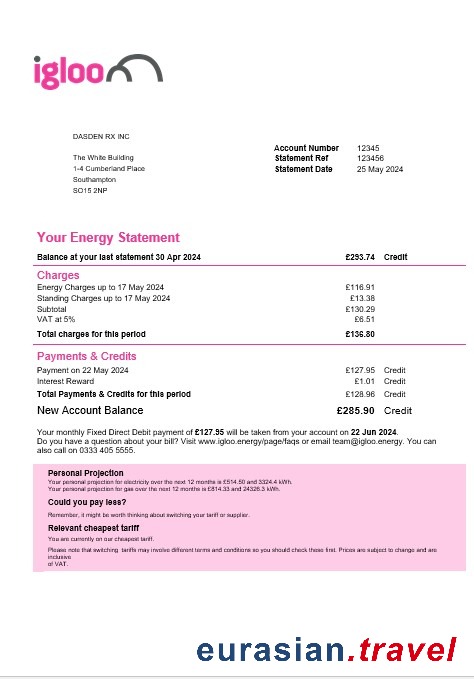 igloo
DASDEN RX INC
The White Building
1-4 Cumberland Place
Southampton
SO15 2NP
Account Number 12345
Statement Ref 123456
Statement Date 25 May 2024
Your Energy Statement
Balance at your last statement 30 Apr 2024 £293.74 Credit
Charges
Energy Charges up to 17 May 2024 £116.91
Standing Charges up to 17 May 2024 £13.38
Subtotal £130.29
VAT at 5% £6.51
Total charges for this period £136.80
Payments & Credits
Payment on 22 May 2024 £127.95 Credit
Interest Reward £1.01 Credit
Total Payments & Credits for this period £128.96 Credit
New Account Balance £285.90 Credit
Your monthly Fixed Direct Debit payment of £127.95 will be taken from your account on 22 Jun 2024.
Do you have a question about your bill? Visit www.igloo.energy/page/faqs or email team@igloo.energy. You can
also call on 0333 405 5555.
Personal Projection
Your personal projection for electricity over the next 12 months is £514.50 and 3324.4 kWh.
Your personal projection for gas over the next 12 months is £814.33 and 24326.3 kWh.
Could you pay less?
Remember, it might be worth thinking about switching your tariff or supplier.
Relevant cheapest tariff
You are currently on our cheapest tariff.
Please note that switching tariffs may involve different terms and conditions so you should check these first. Prices are subject to change and are
inclusive
of VAT.
eurasian.travel